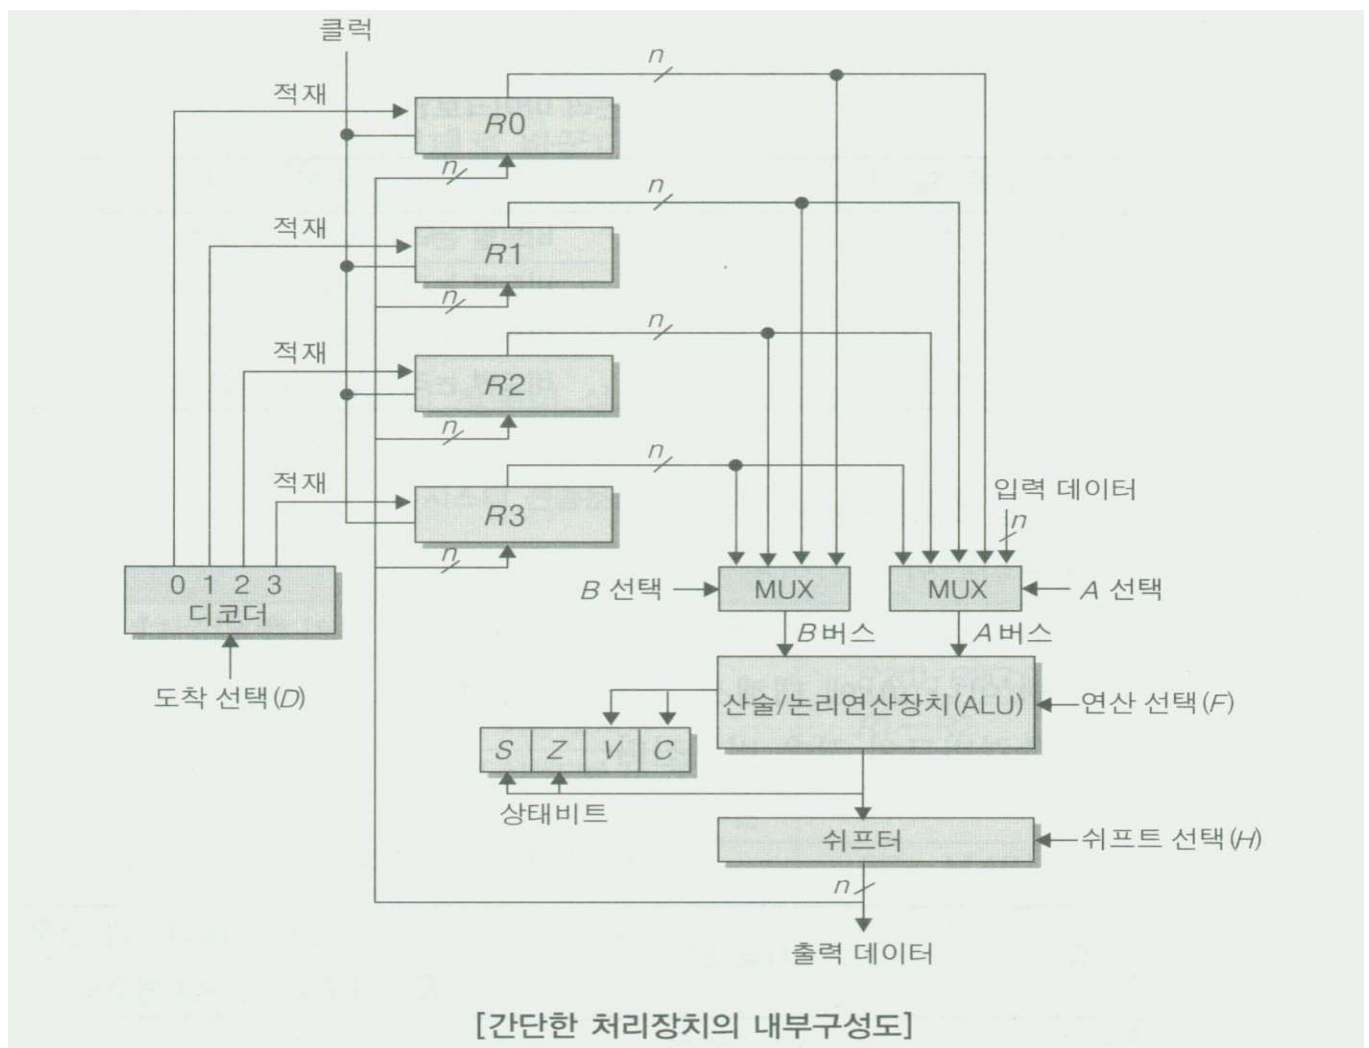 클럭
n
적재
R0
n
n
적재
R1
n
n
적재
R2
n
n
적재
R3
n
입력 데이터
n
0 1 2 3
디코더
B 선택
MUX
MUX
A 선택
B 버스
A 버스
도착 선택(D)
산술/논리연산장치(ALU)
연산 선택(F)
S Z V C
상태비트
쉬프터
쉬프트 선택(H)
n
출력 데이터
[간단한 처리장치의 내부구성도]